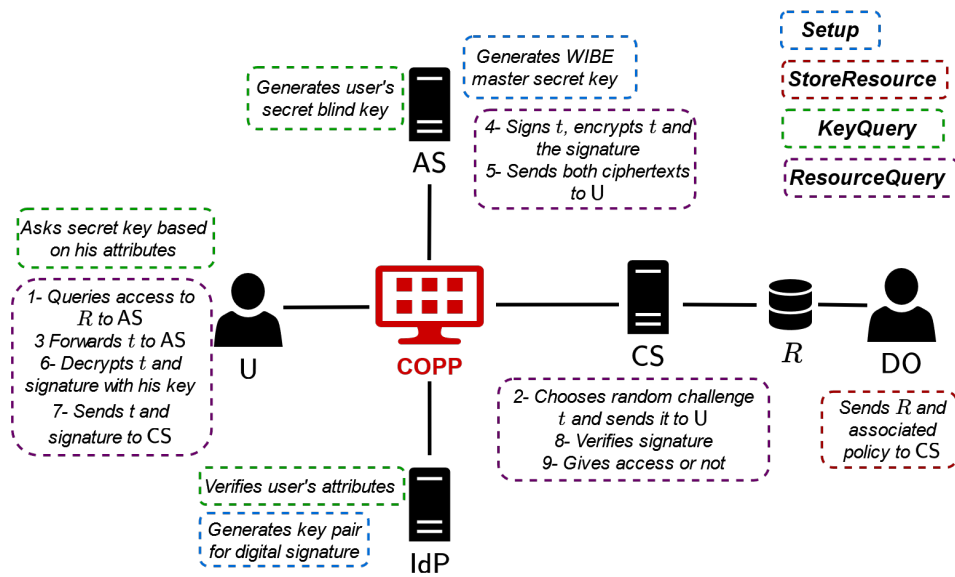 Setup
StoreResource
KeyQuery
ResourceQuery
Generates user's
secret blind key
AS
Generates WIBE
master secret key
4- Signs t, encrypts t and
the signature
5- Sends both ciphertexts
to U
Asks secret key based
on his attributes
1- Queries access to
R to AS
3 Forwards t to AS
6- Decrypts t and
signature with his key
7- Sends t and
signature to CS
U
COPP
CS
R
DO
2- Chooses random challenge
t and sends it to U
8- Verifies signature
9- Gives access or not
Sends R and
associated
policy to CS
Verifies user's attributes
Generates key pair
for digital signature
IdP